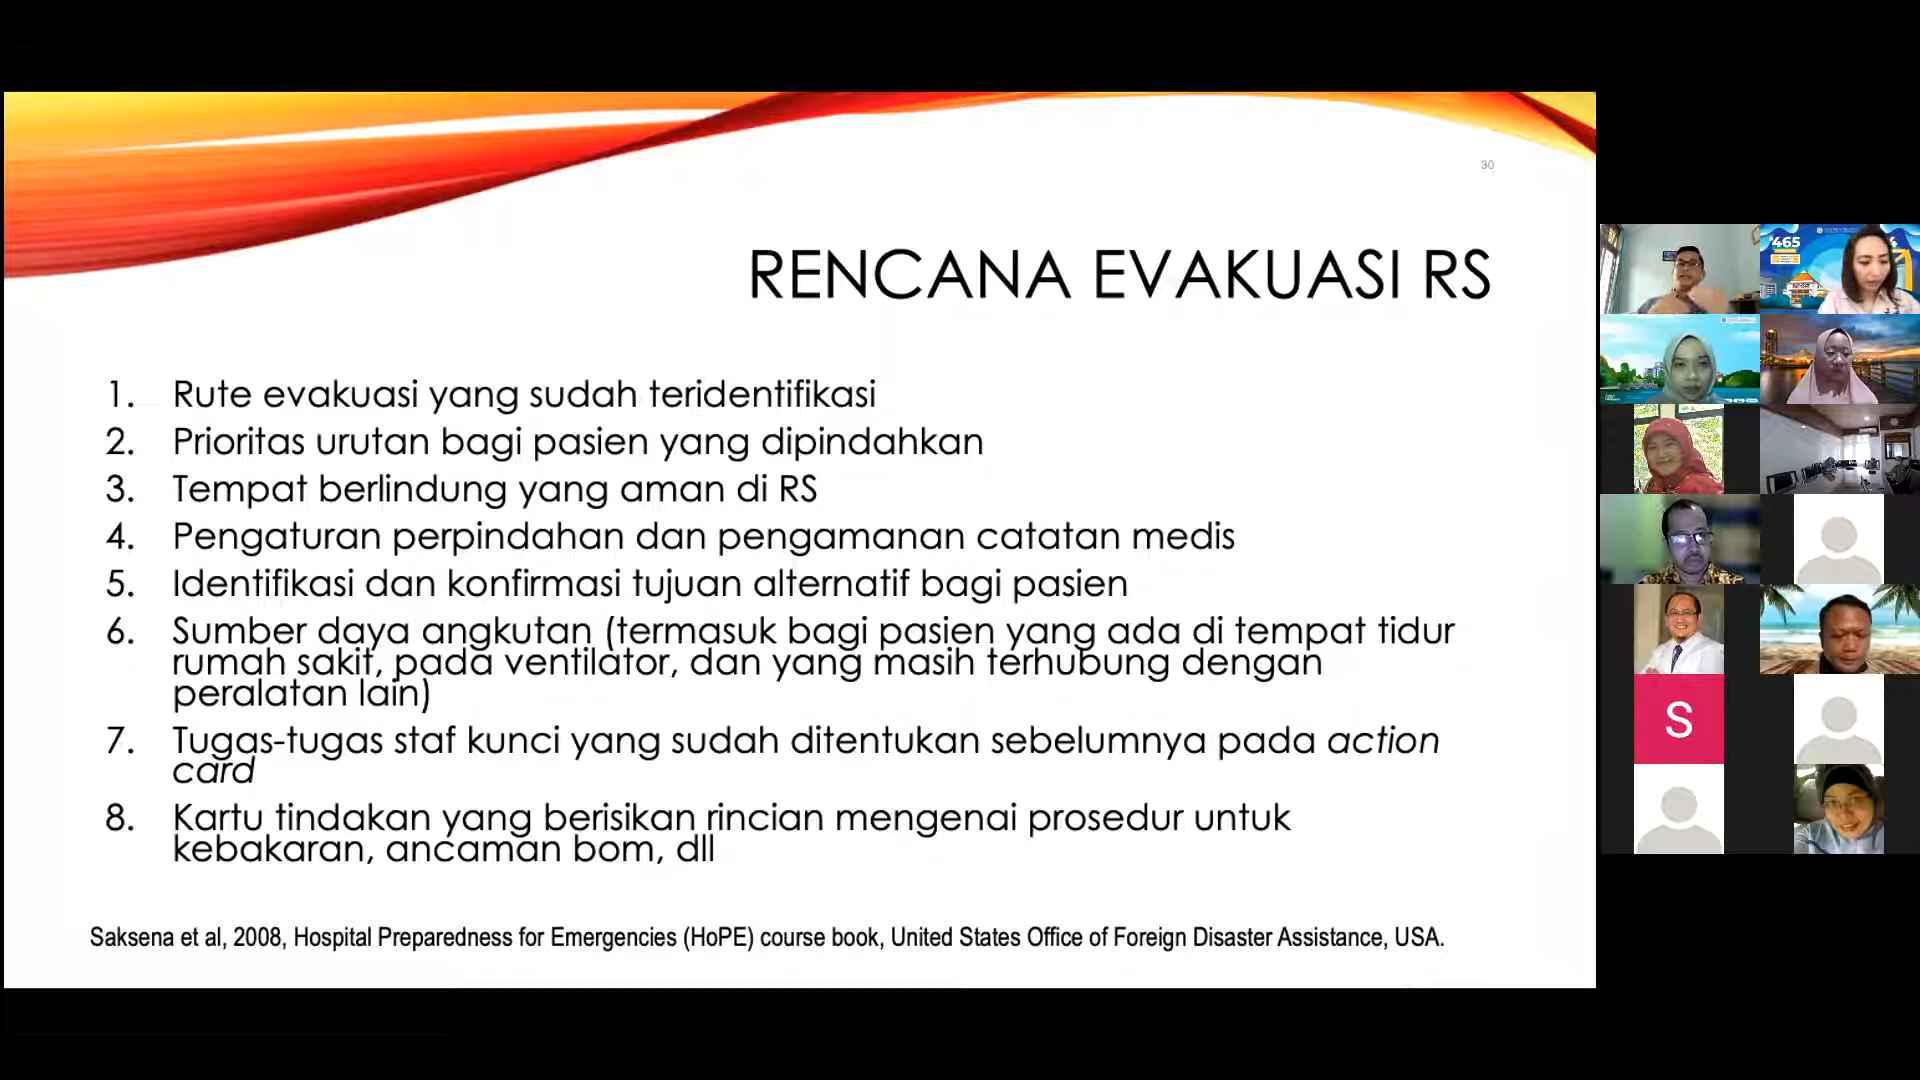 30
RENCANA EVAKUASI RS
1. Rute evakuasi yang sudah teridentifikasi
2. Prioritas urutan bagi pasien yang dipindahkan
3. Tempat berlindung yang aman di RS
4. Pengaturan perpindahan dan pengamanan catatan medis
5. Identifikasi dan konfirmasi tujuan alternatif bagi pasien
6. Sumber daya angkutan (termasuk bagi pasien yang ada di tempat tidur
rumah sakit, pada ventilator, dan yang masih terhubung dengan
peralatan lain)
7. Tugas-tugas staf kunci yang sudah ditentukan sebelumnya pada action
card
8. Kartu tindakan yang berisikan rincian mengenai prosedur untuk
kebakaran, ancaman bom, dll
Saksena et al, 2008, Hospital Preparedness for Emergencies (HoPE) course book, United States Office of Foreign Disaster Assistance, USA.
465
S